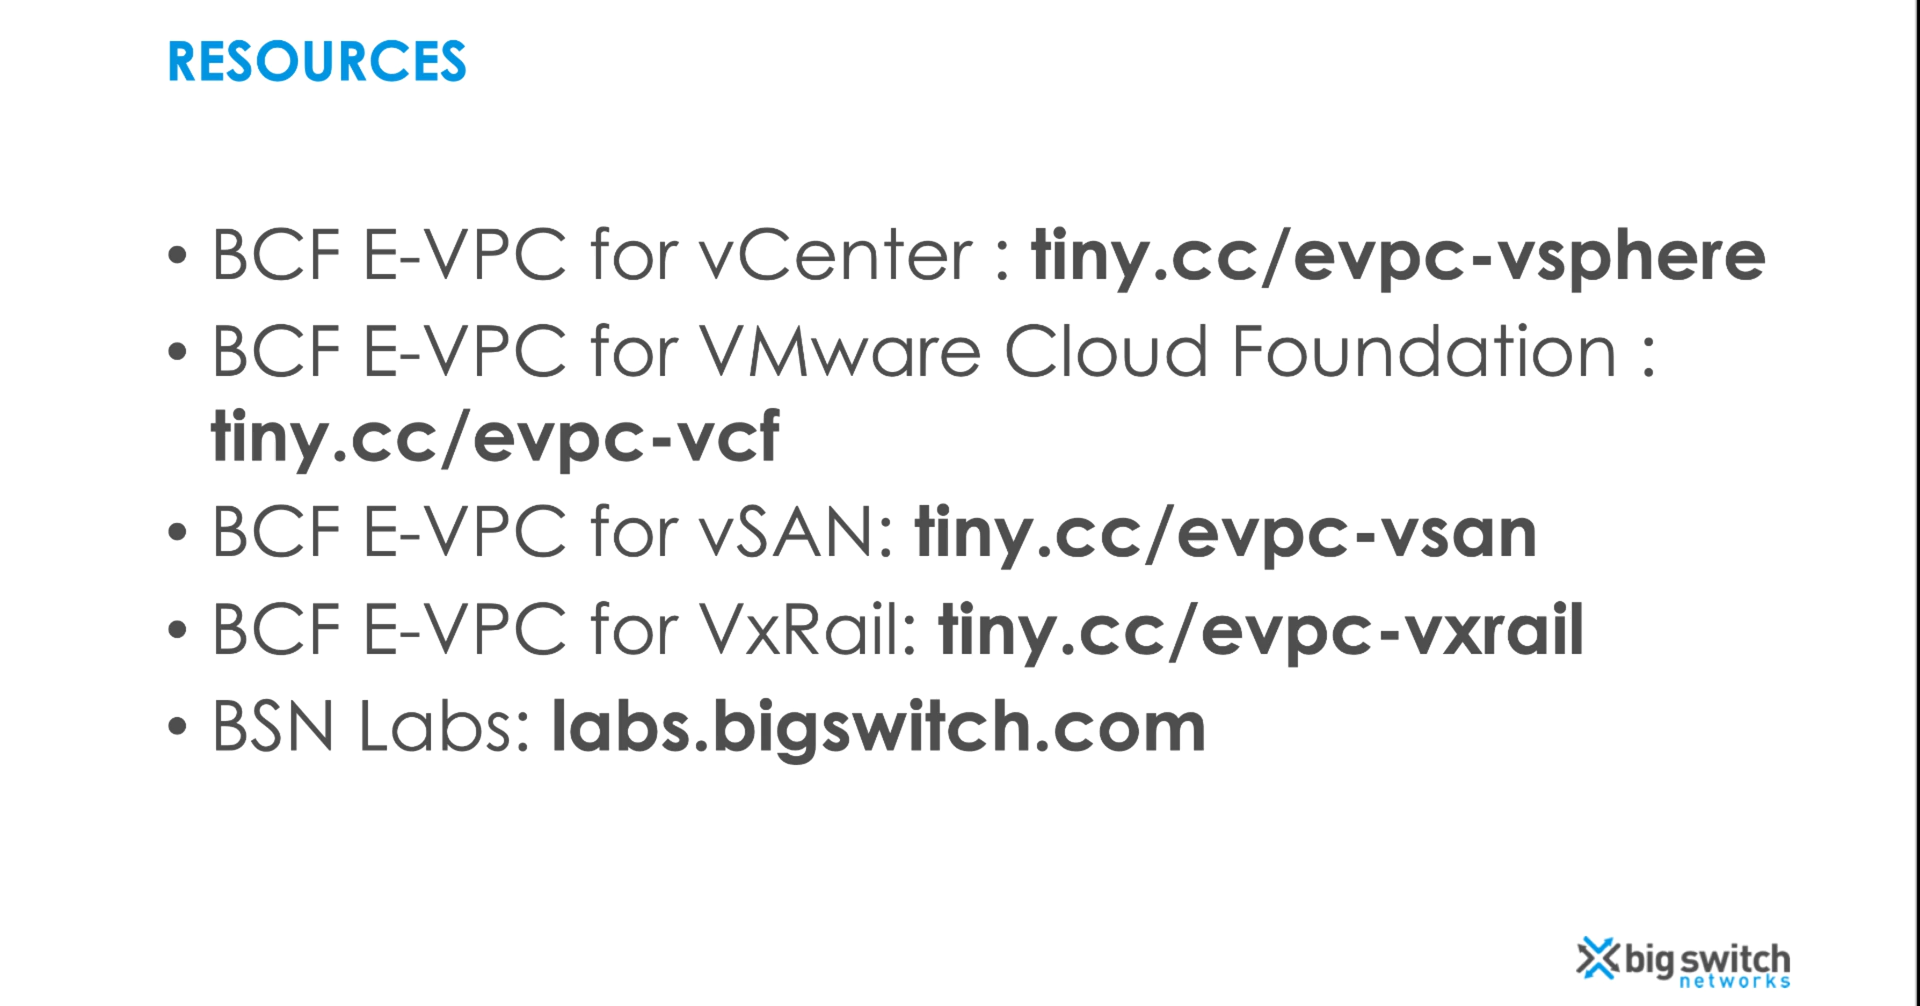 RESOURCES
• BCF E-VPC for vCenter : tiny.cc/evpc-vsphere
• BCF E-VPC for VMware Cloud Foundation :
tiny.cc/evpc-vcf
• BCF E-VPC for vSAN: tiny.cc/evpc-vsan
• BCF E-VPC for VxRail: tiny.cc/evpc-vxrail
• BSN Labs: labs.bigswitch.com
big switch
networks